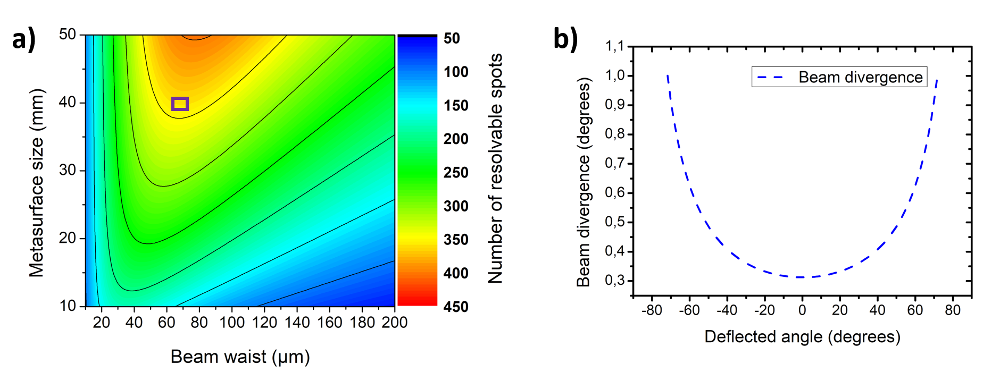 a)
50
40
30
20
10
Metasurface size (mm)
20 40 60 80 100 120 140 160 180 200
Beam waist (µm)
50
100
150
200
250
300
350
400
450
Number of resolvable spots
b)
1,1
1,0
0,9
0,8
0,7
0,6
0,5
0,4
0,3
Beam divergence (degrees)
Beam divergence
-80 -60 -40 -20 0 20 40 60 80
Deflected angle (degrees)